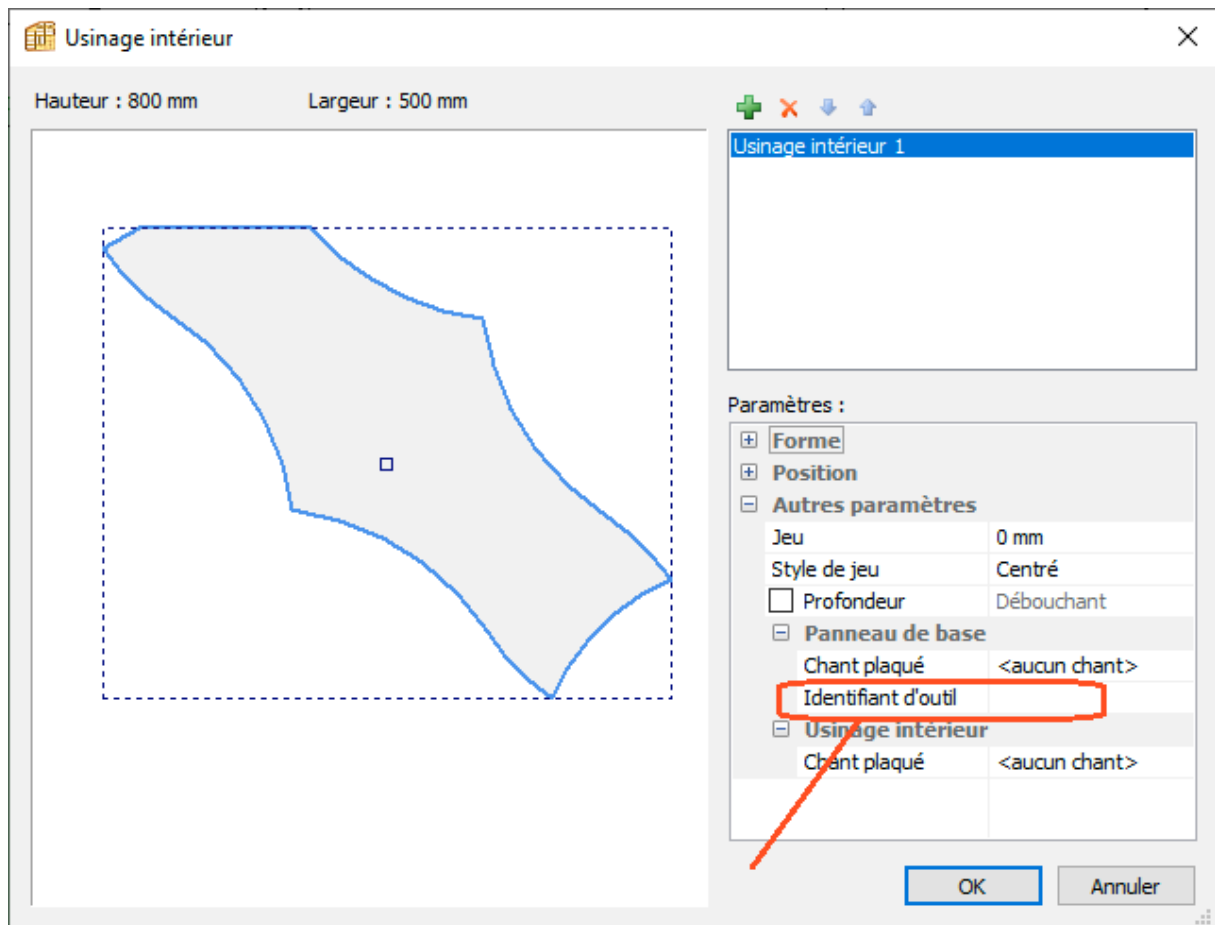 Usinage intérieur
Hauteur : 800 mm Largeur : 500 mm
Usinage intérieur 1
Paramètres :
Forme
Position
Autres paramètres
Jeu 0 mm
Style de jeu Centré
Profondeur Débouchant
Panneau de base
Chant plaqué <aucun chant>
Identifiant d'outil
Usinage intérieur
Chant plaqué <aucun chant>
OK Annuler